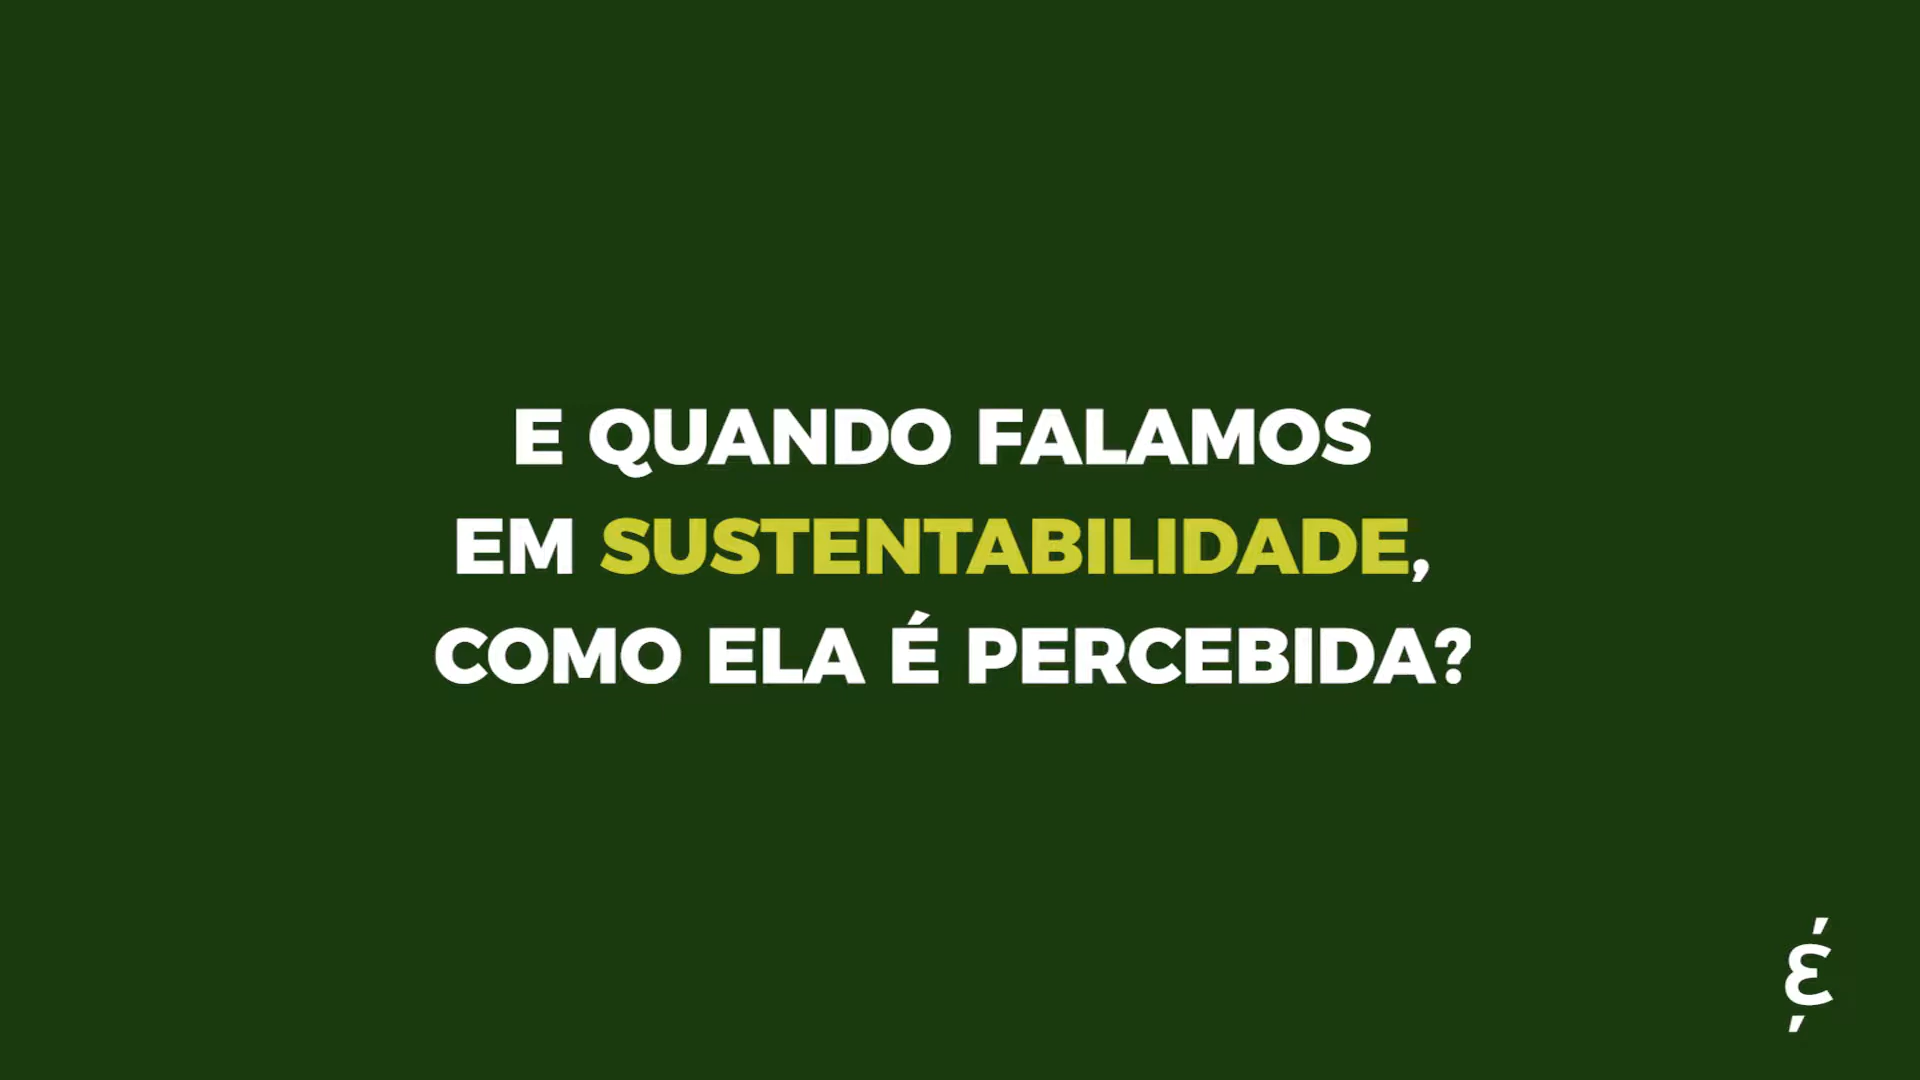 E QUANDO FALAMOS
EM SUSTENTABILIDADE,
COMO ELA É PERCEBIDA?